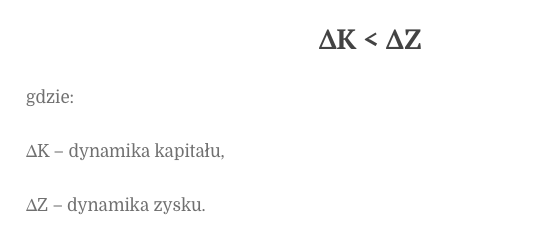 ΔK < ΔZ
gdzie:
ΔK – dynamika kapitału,
ΔZ – dynamika zysku.